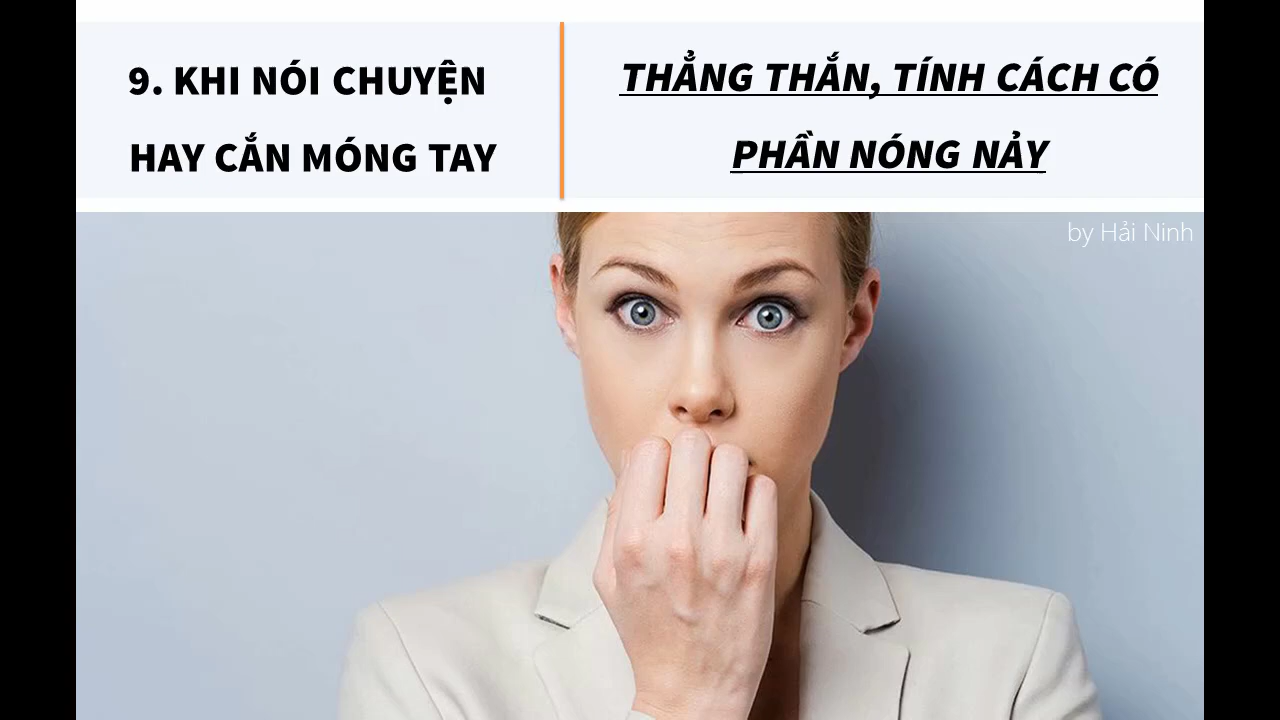 9. KHI NÓI CHUYỆN
HAY CẮN MÓNG TAY
THẲNG THẮN, TÍNH CÁCH CÓ
PHẦN NÓNG NẢY
by Hải Ninh